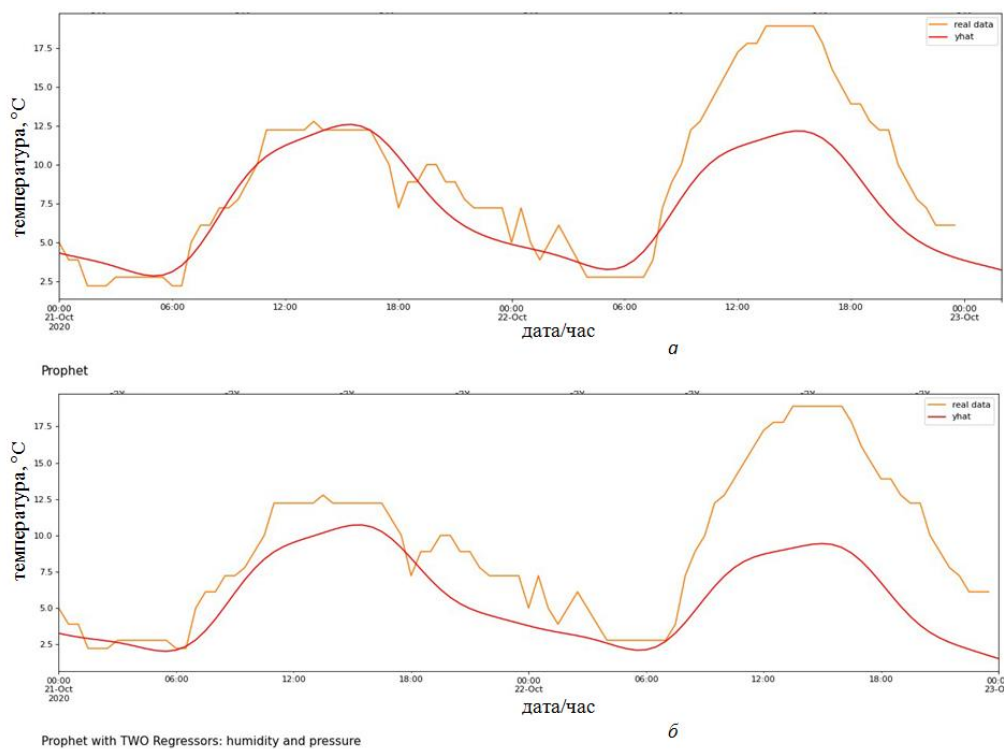 real data
yhat
температура,°C
17.5
15.0
12.5
10.0
7.5
5.0
2.5
00:00 06:00 12:00 18:00 00:00 06:00 12:00 18:00 00:00
21-Oct 22-Oct 23-Oct
2020
дата/час
а
Prophet
real data
yhat
температура,°C
17.5
15.0
12.5
10.0
7.5
5.0
2.5
00:00 06:00 12:00 18:00 00:00 06:00 12:00 18:00
21-Oct 22-Oct
2020
дата/час
б
Prophet with TWO Regressors: humidity and pressure